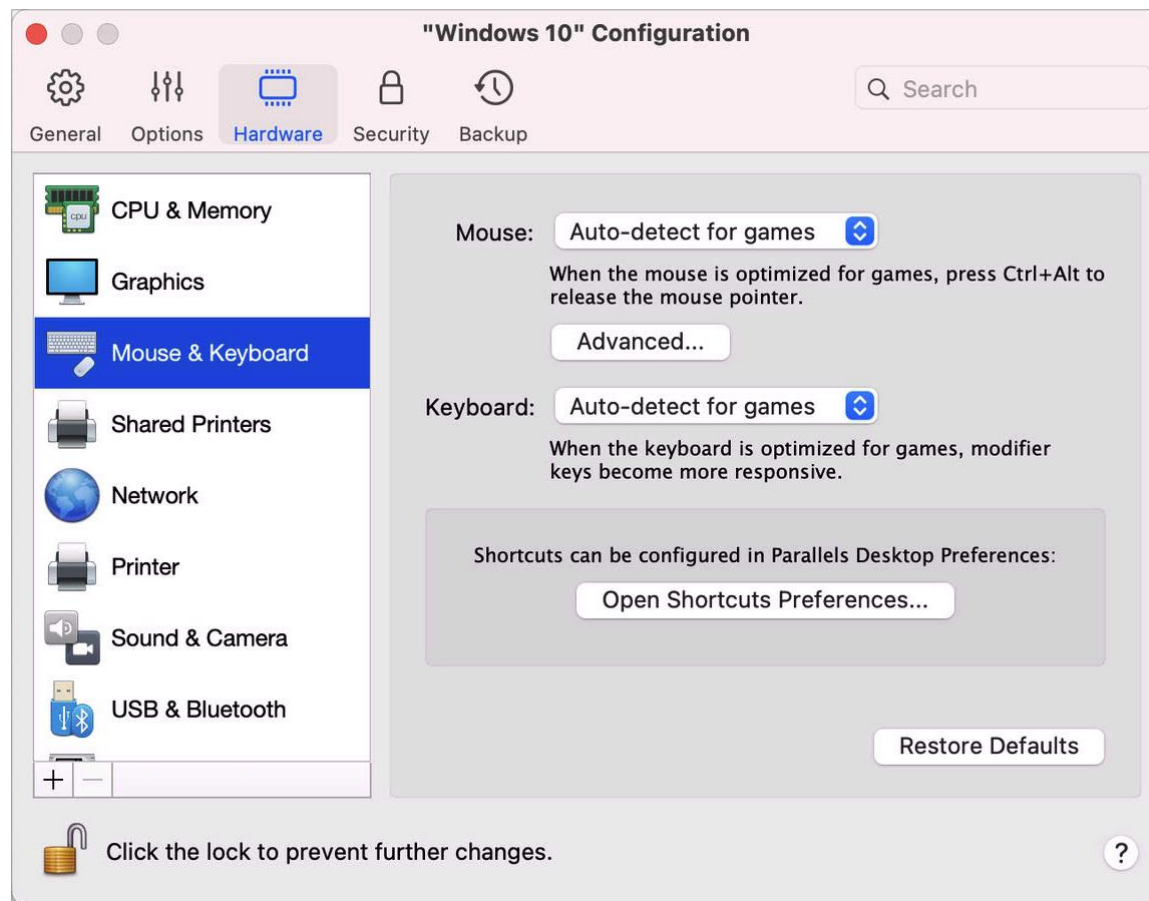 "Windows 10" Configuration
General
Options
Hardware
Security
Backup
Search
CPU & Memory
Graphics
Mouse & Keyboard
Shared Printers
Network
Printer
Sound & Camera
USB & Bluetooth
Mouse:
Auto-detect for games
When the mouse is optimized for games, press Ctrl+Alt to
release the mouse pointer.
Advanced...
Keyboard:
Auto-detect for games
When the keyboard is optimized for games, modifier
keys become more responsive.
Shortcuts can be configured in Parallels Desktop Preferences:
Open Shortcuts Preferences...
Restore Defaults
Click the lock to prevent further changes.
?